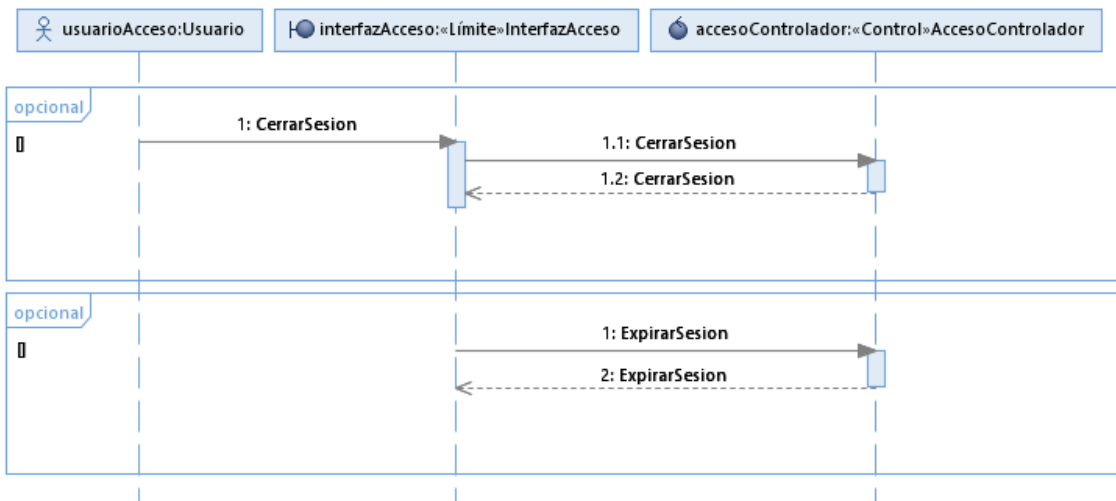 usuarioAcceso:Usuario
interfazAcceso:«Límite»InterfazAcceso
accesoControlador:«Control»AccesoControlador
opcional
[]
1: CerrarSesion
1.1: CerrarSesion
1.2: CerrarSesion
opcional
[]
1: ExpirarSesion
2: ExpirarSesion